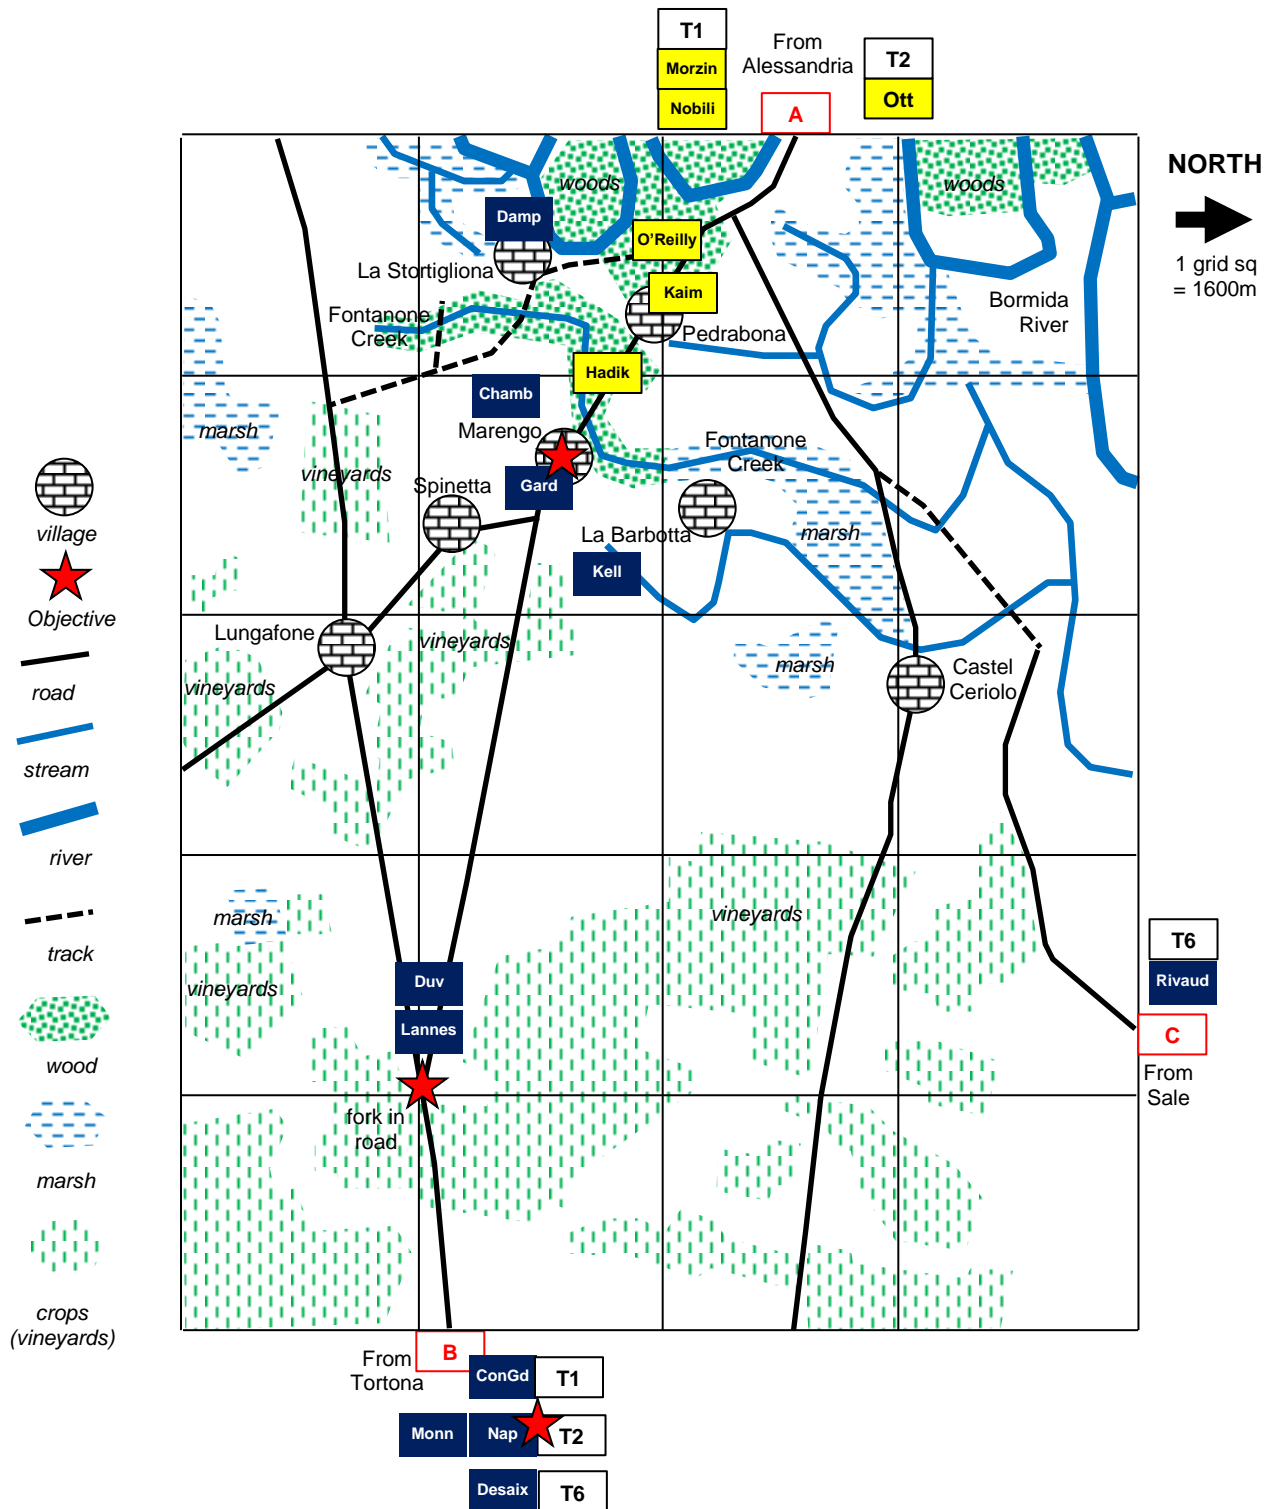 T1
Morzin
Nobili
From
Alessandria
A
T2
Ott
NORTH
1 grid sq
= 1600m
woods
woods
Damp
O'Reilly
La Stortigliona
Kaim
Bormida
River
Fontanone
Creek
Pedrabona
Hadik
Chamb
Marengo
marsh
Fontanone
Creek
vineyards
Spinetta
Gard
La Barbotta
marsh
Kell
village
Objective
road
stream
river
track
wood
marsh
crops
(vineyards)
Lungafone
vineyards
vineyards
marsh
Castel
Ceriolo
marsh
vineyards
vineyards
Duv
Lannes
T6
Rivaud
C
From
Sale
fork in
road
From
Tortona
B
ConGd
T1
Monn
Nap
T2
Desaix
T6